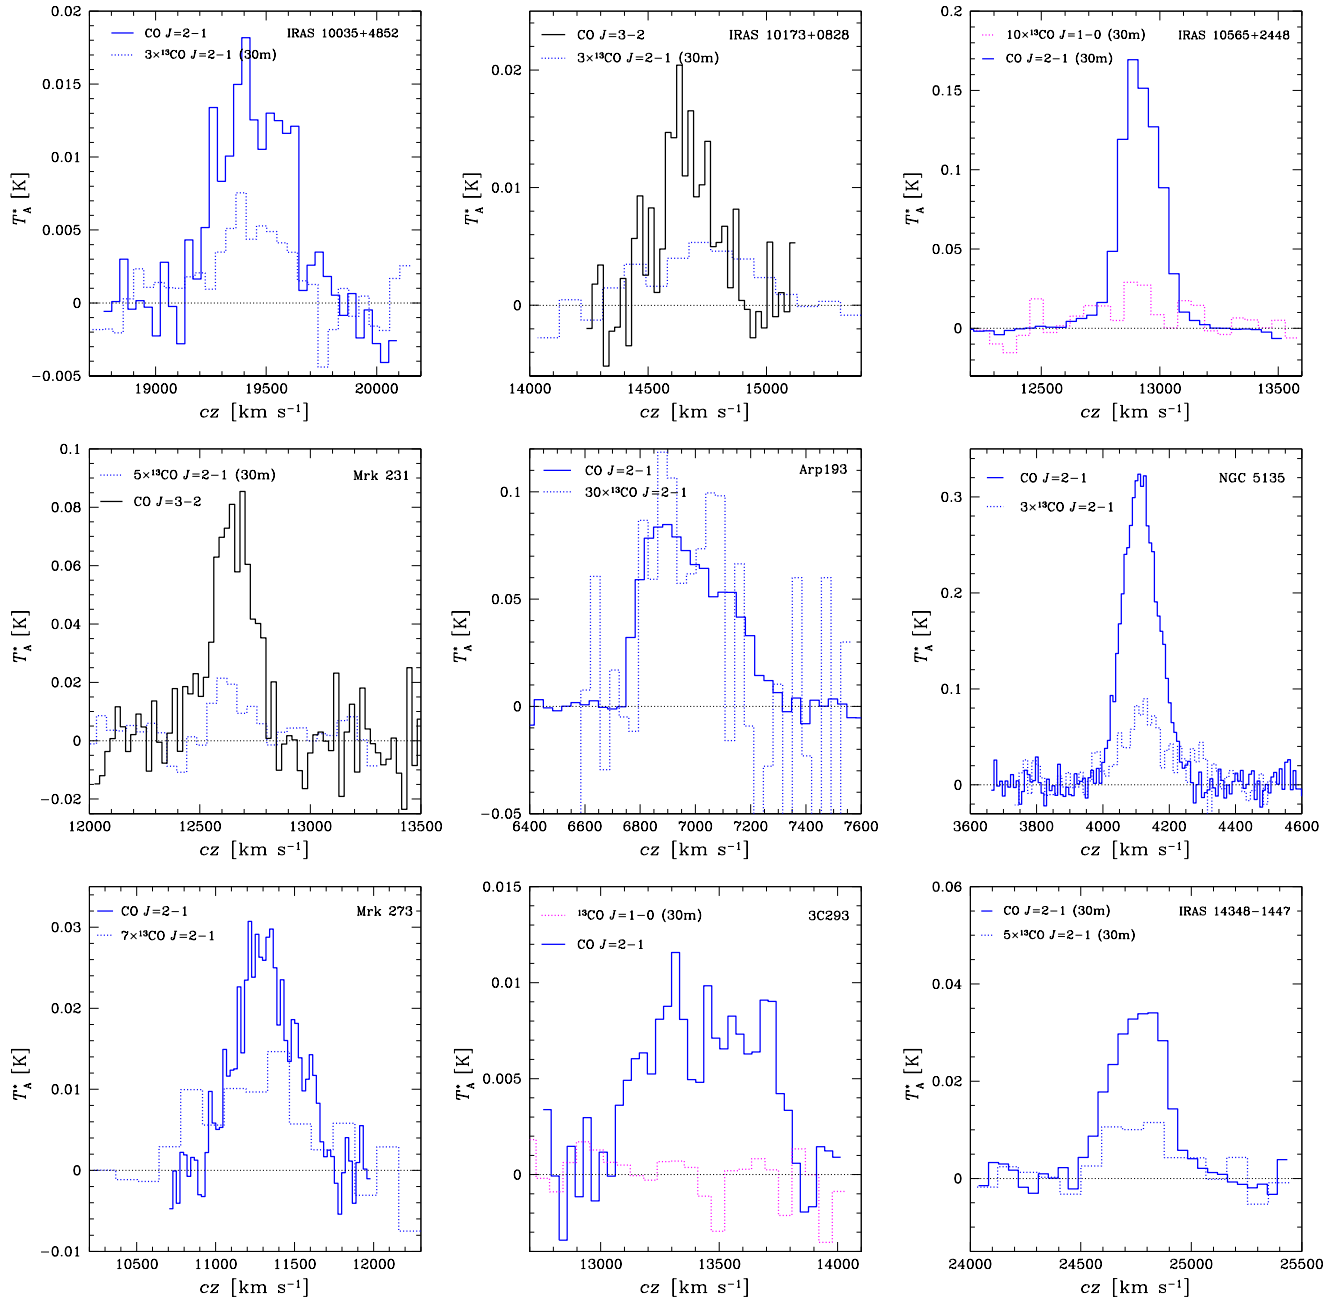 CO J=2−1
IRAS 10035+4852
3×¹³CO J=2−1 (30m)
0.02
0.015
0.01
0.005
0
−0.005
T*A [K]
19000 19500 20000
cz [km s⁻¹]
CO J=3−2
IRAS 10173+0828
3×¹³CO J=2−1 (30m)
0.02
0.01
0
T*A [K]
14000 14500 15000
cz [km s⁻¹]
10×¹³CO J=1−0 (30m)
IRAS 10565+2448
CO J=2−1 (30m)
0.2
0.15
0.1
0.05
0
T*A [K]
12500 13000 13500
cz [km s⁻¹]
5×¹³CO J=2−1 (30m)
Mrk 231
CO J=3−2
0.1
0.08
0.06
0.04
0.02
0
−0.02
T*A [K]
12000 12500 13000 13500
cz [km s⁻¹]
CO J=2−1
Arp193
30×¹³CO J=2−1
0.1
0.05
0
−0.05
T*A [K]
6400 6600 6800 7000 7200 7400 7600
cz [km s⁻¹]
CO J=2−1
NGC 5135
3×¹³CO J=2−1
0.3
0.2
0.1
0
T*A [K]
3600 3800 4000 4200 4400 4600
cz [km s⁻¹]
CO J=2−1
Mrk 273
7×¹³CO J=2−1
0.03
0.02
0.01
0
−0.01
T*A [K]
10500 11000 11500 12000
cz [km s⁻¹]
¹³CO J=1−0 (30m)
3C293
CO J=2−1
0.015
0.01
0.005
0
T*A [K]
13000 13500 14000
cz [km s⁻¹]
CO J=2−1 (30m)
IRAS 14348−1447
5×¹³CO J=2−1 (30m)
0.06
0.04
0.02
0
T*A [K]
24000 24500 25000 25500
cz [km s⁻¹]